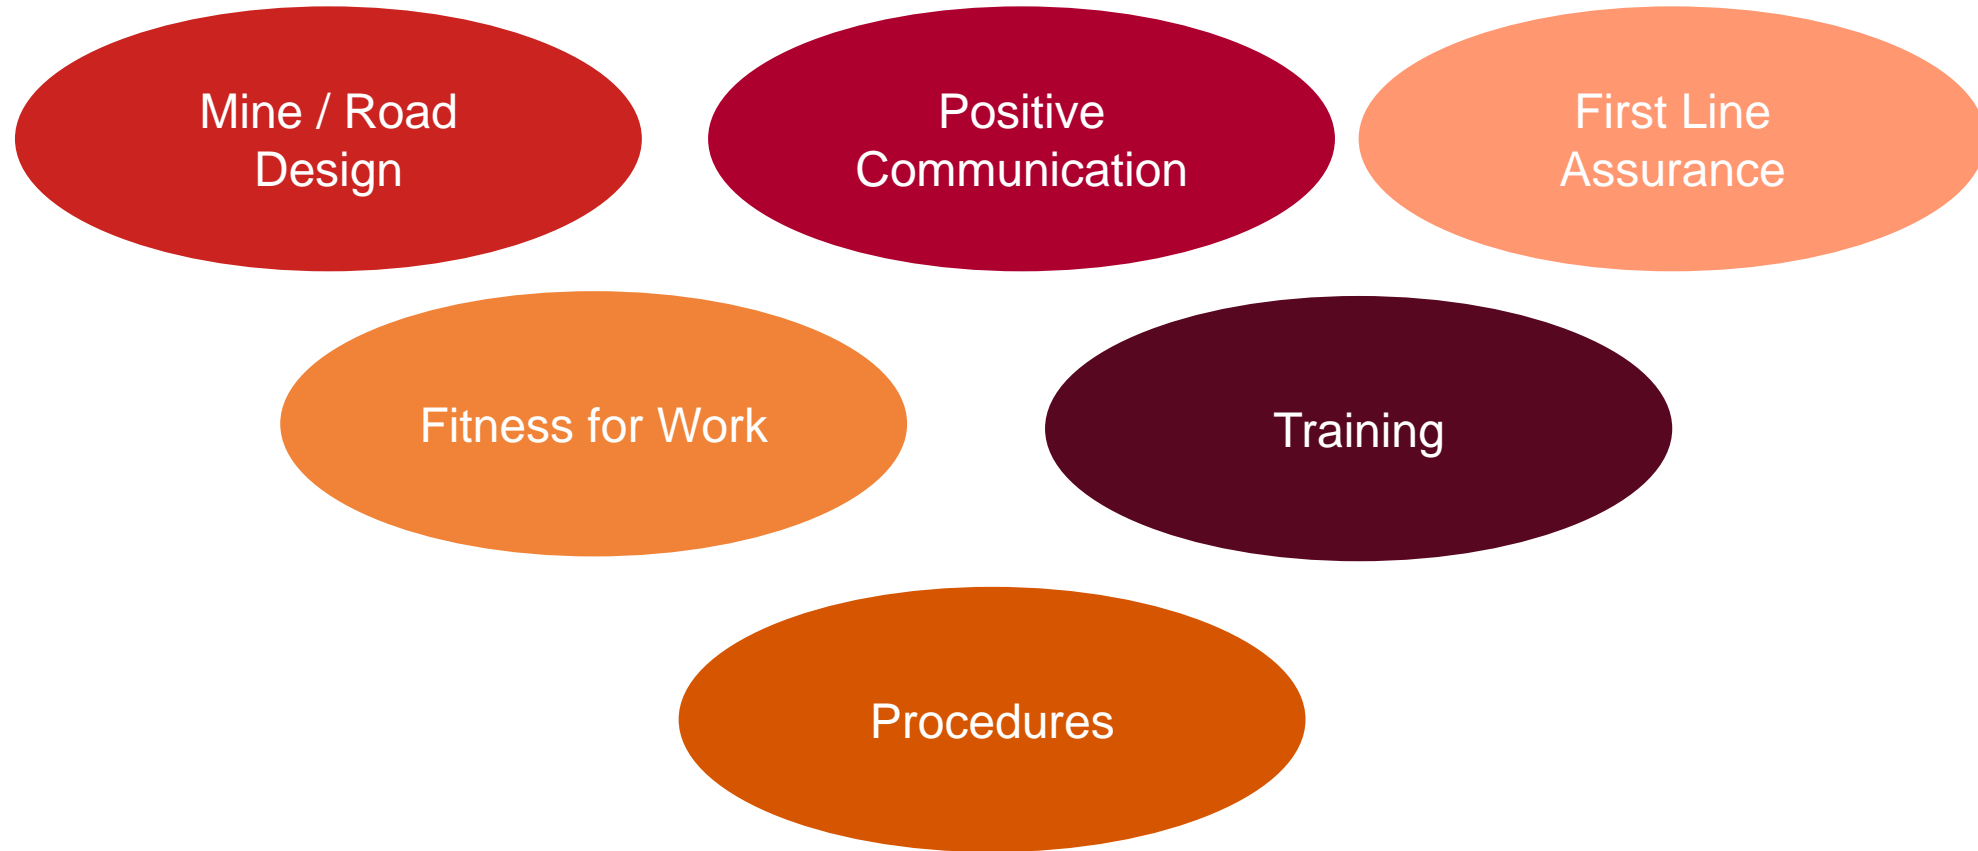 Mine / Road
Design
Positive
Communication
First Line
Assurance
Fitness for Work
Training
Procedures